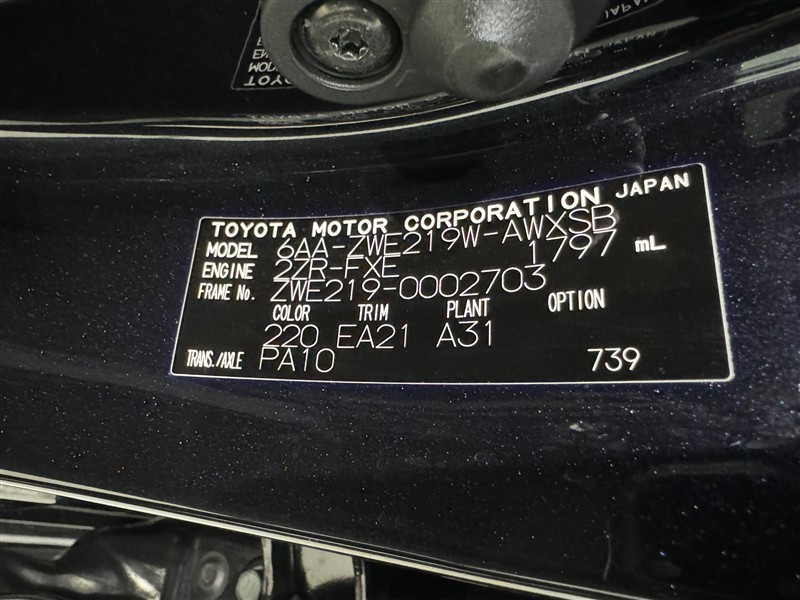 TOYOTA MOTOR CORPORATION JAPAN
MODEL 6AA-ZWE219W-AWXSB
ENGINE 2ZR-FXE 1797 mL
FRAME No. ZWE219-0002703
COLOR TRIM PLANT OPTION
220 EA21 A31
TRANS./AXLE PA10 739
TOYOT